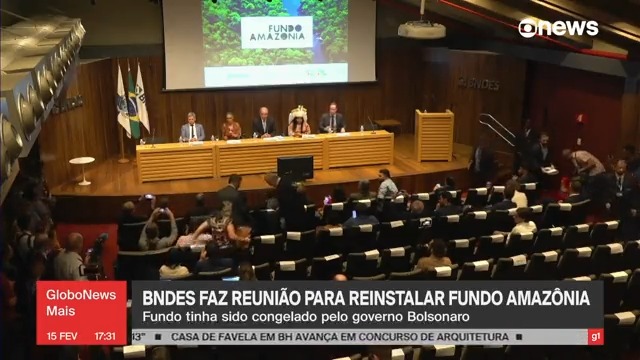 news
FUNDO
AMAZÔNIA
BNDES
BNDES FAZ REUNIÃO PARA REINSTALAR FUNDO AMAZÔNIA
Fundo tinha sido congelado pelo governo Bolsonaro
GloboNews
Mais
15 FEV 17:31
CASA DE FAVELA EM BH AVANÇA EM CONCURSO DE ARQUITETURA
g1